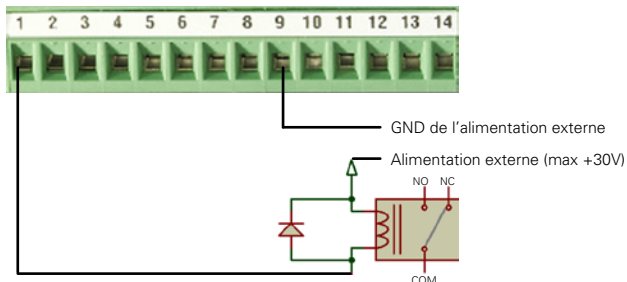 1 2 3 4 5 6 7 8 9 10 11 12 13 14
GND de l'alimentation externe
Alimentation externe (max +30V)
NO NC
COM